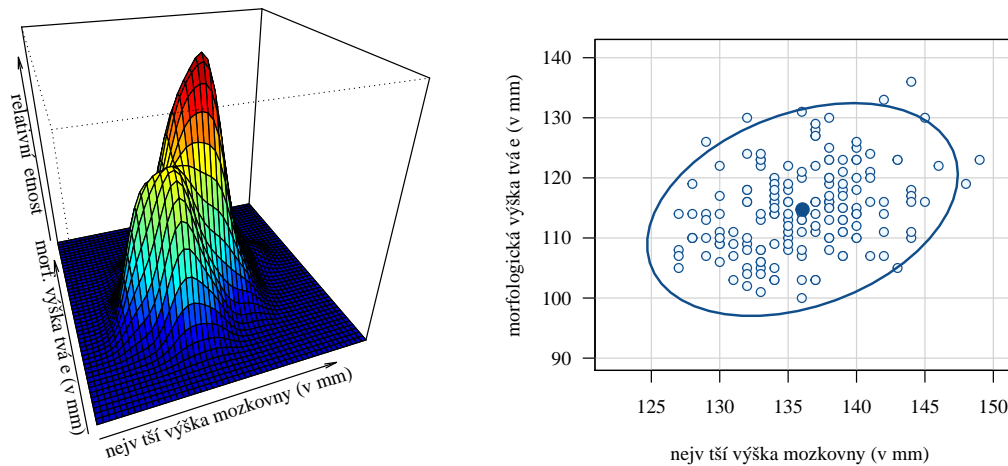 relativní etnost
morf. výška tvá e (v mm)
nejv tší výška mozkovny (v mm)
morfologická výška tvá e (v mm)
140
130
120
110
100
90
125 130 135 140 145 150
nejv tší výška mozkovny (v mm)